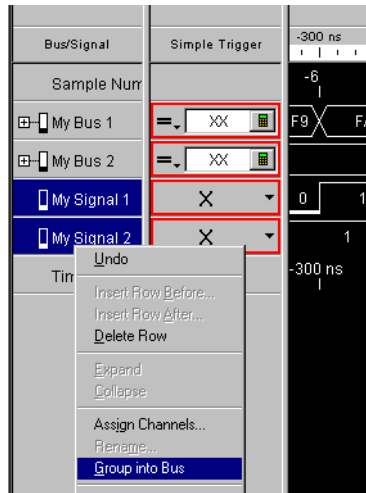 Bus/Signal Simple Trigger -300 ns
Sample Num -6
My Bus 1 = XX F9
My Bus 2 = XX
My Signal 1 X 0 1
My Signal 2 X 1
Undo
Tim -300 ns
Insert Row Before...
Insert Row After...
Delete Row
Expand
Collapse
Assign Channels...
Rename...
Group into Bus